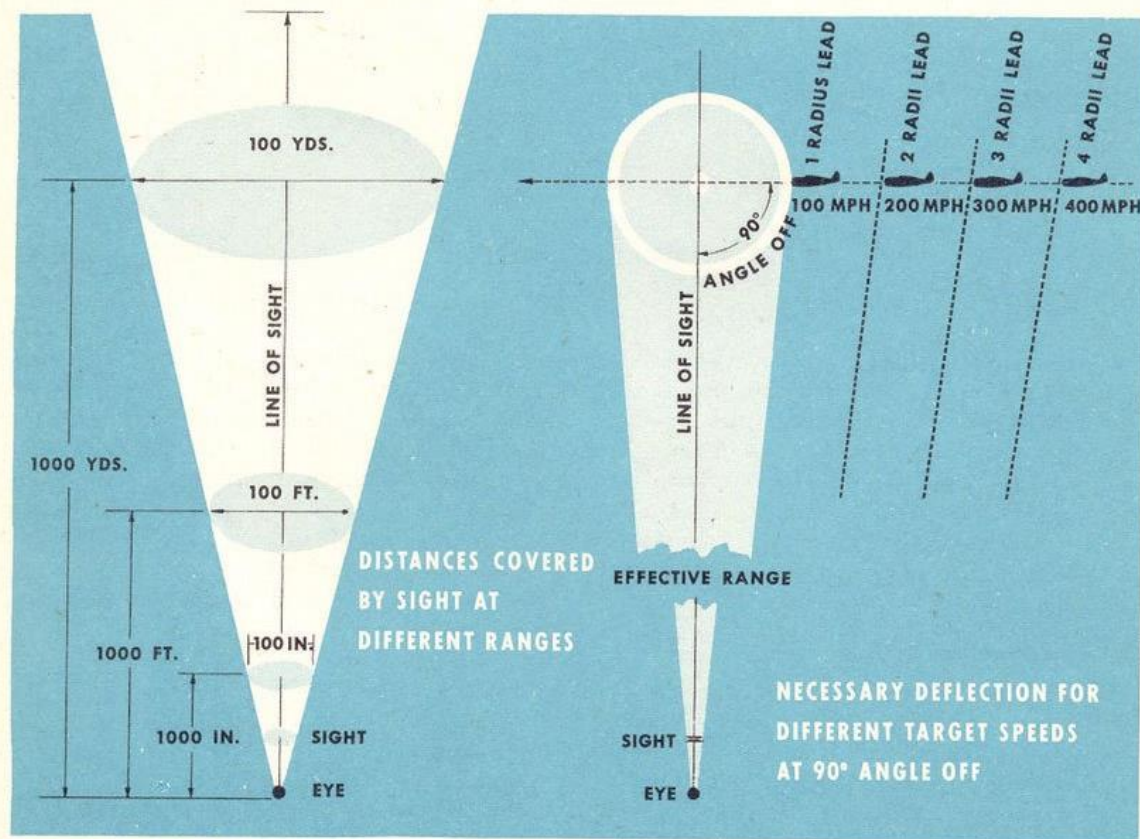 100 YDS.
LINE OF SIGHT
1000 YDS.
100 FT.
1000 FT.
100 IN.
1000 IN.
SIGHT
EYE
DISTANCES COVERED
BY SIGHT AT
DIFFERENT RANGES
1 RADIUS LEAD
2 RADII LEAD
3 RADII LEAD
4 RADII LEAD
100 MPH
200 MPH
300 MPH
400 MPH
90°
ANGLE OFF
LINE OF SIGHT
EFFECTIVE RANGE
SIGHT
EYE
NECESSARY DEFLECTION FOR
DIFFERENT TARGET SPEEDS
AT 90° ANGLE OFF